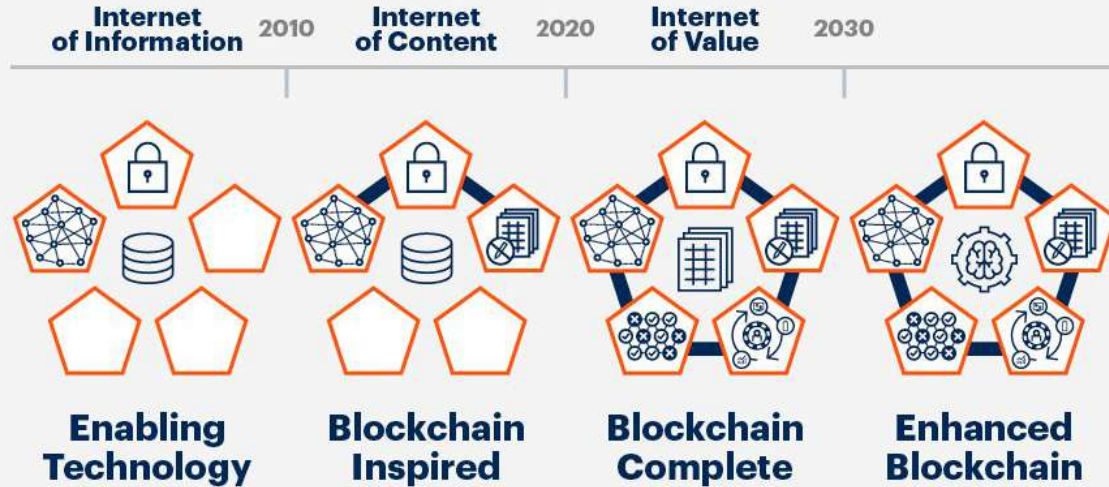 Internet
of Information
2010
Internet
of Content
2020
Internet
of Value
2030
Enabling
Technology
Blockchain
Inspired
Blockchain
Complete
Enhanced
Blockchain